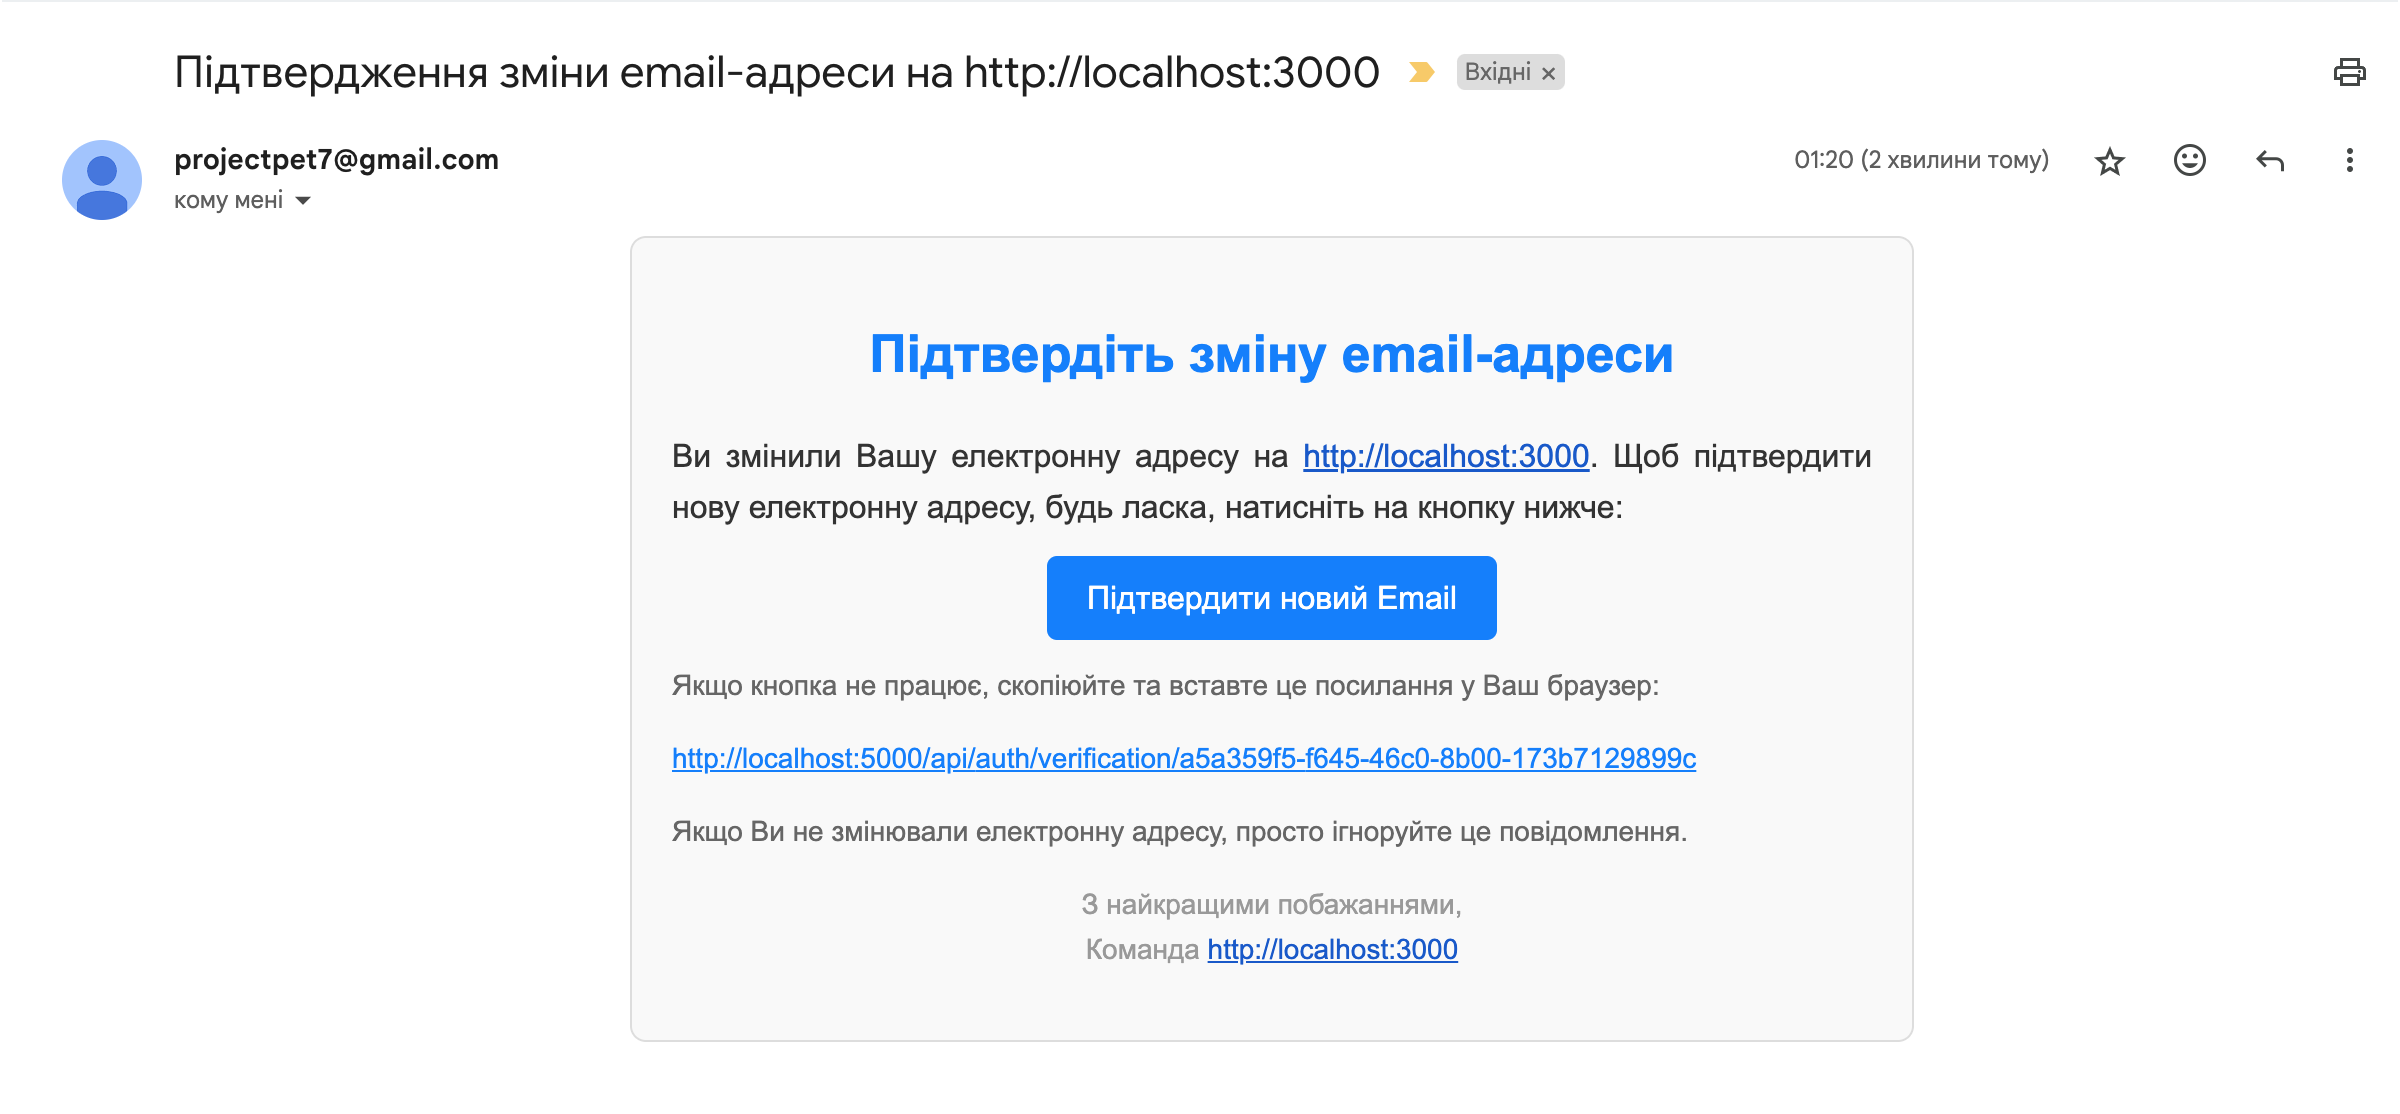 Підтвердження зміни email-адреси на http://localhost:3000
Вхідні ×
projectpet7@gmail.com
01:20 (2 хвилини тому)
кому мені
Підтвердіть зміну email-адреси
Ви змінили Вашу електронну адресу на http://localhost:3000. Щоб підтвердити
нову електронну адресу, будь ласка, натисніть на кнопку нижче:
Підтвердити новий Email
Якщо кнопка не працює, скопіюйте та вставте це посилання у Ваш браузер:
http://localhost:5000/api/auth/verification/a5a359f5-f645-46c0-8b00-173b7129899c
Якщо Ви не змінювали електронну адресу, просто ігноруйте це повідомлення.
З найкращими побажаннями,
Команда http://localhost:3000